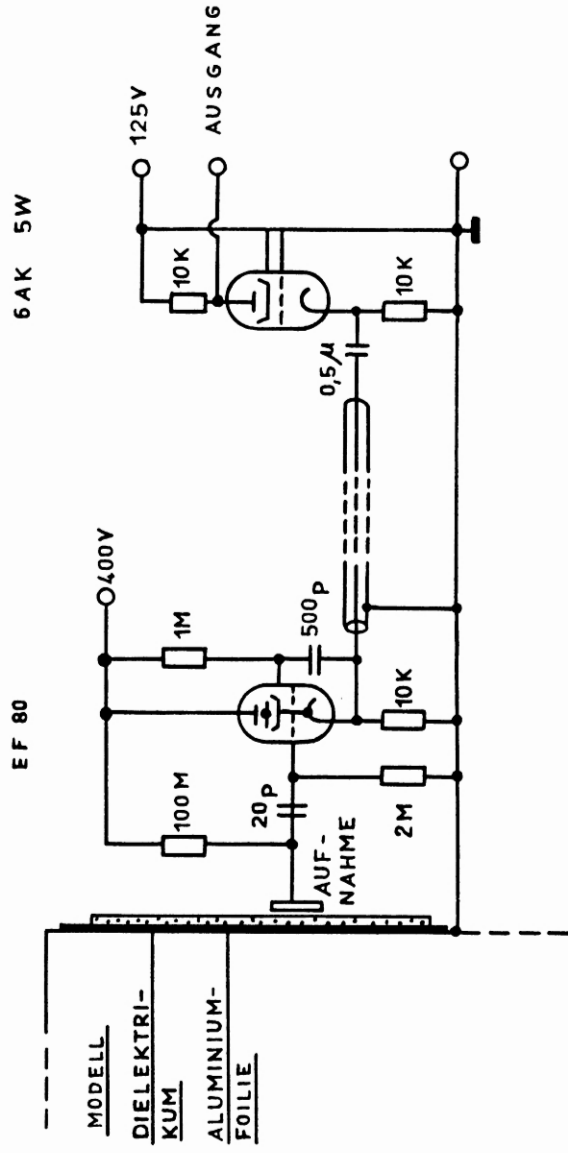 EF 80
6AK 5W
400V
125V
AUSGANG
100M
1M
10K
20P
500P
0,5µ
AUF-
NAHME
2M
10K
10K
MODELL
DIELEKTRI-
KUM
ALUMINIUM-
FOILIE